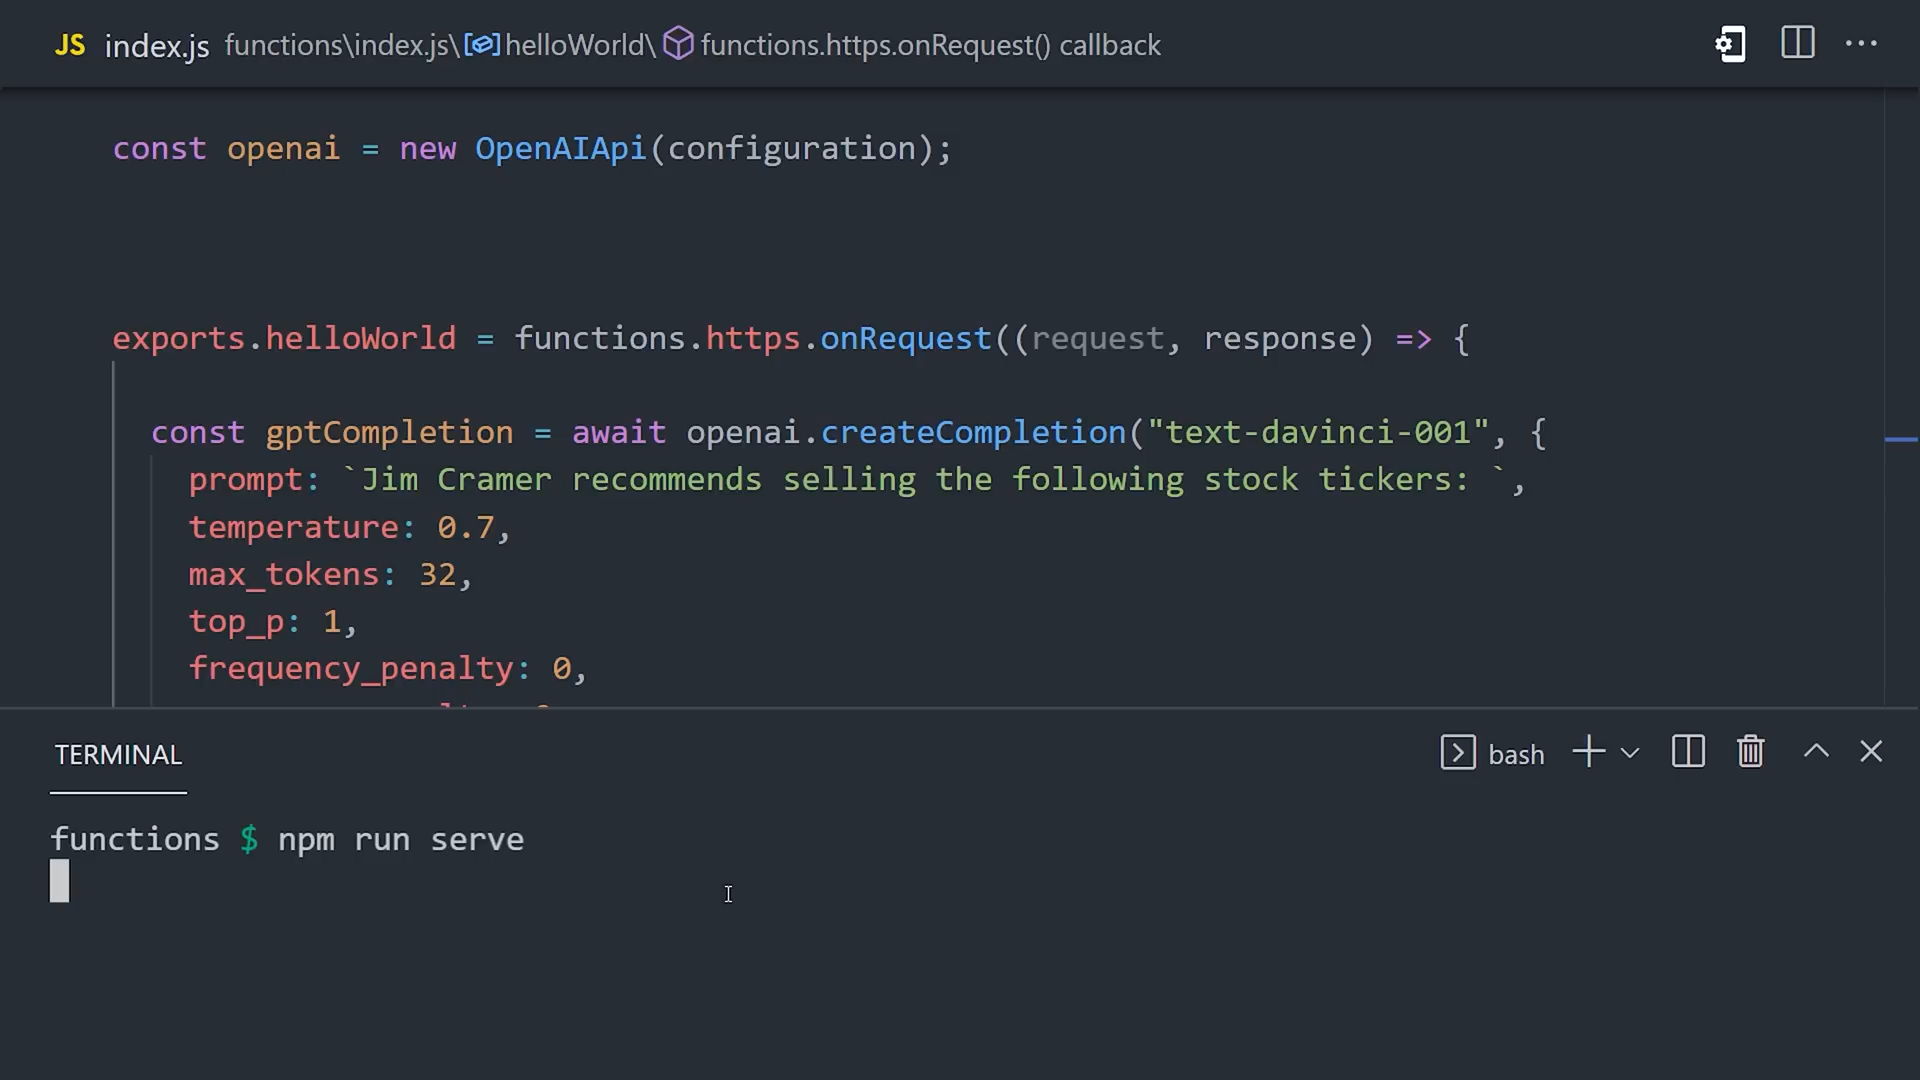 JS index.js functions\index.js\helloWorld\functions.https.onRequest() callback
const openai = new OpenAIApi(configuration);
exports.helloWorld = functions.https.onRequest((request, response) => {
const gptCompletion = await openai.createCompletion("text-davinci-001", {
prompt: `Jim Cramer recommends selling the following stock tickers: `,
temperature: 0.7,
max_tokens: 32,
top_p: 1,
frequency_penalty: 0,
TERMINAL
bash
functions $ npm run serve